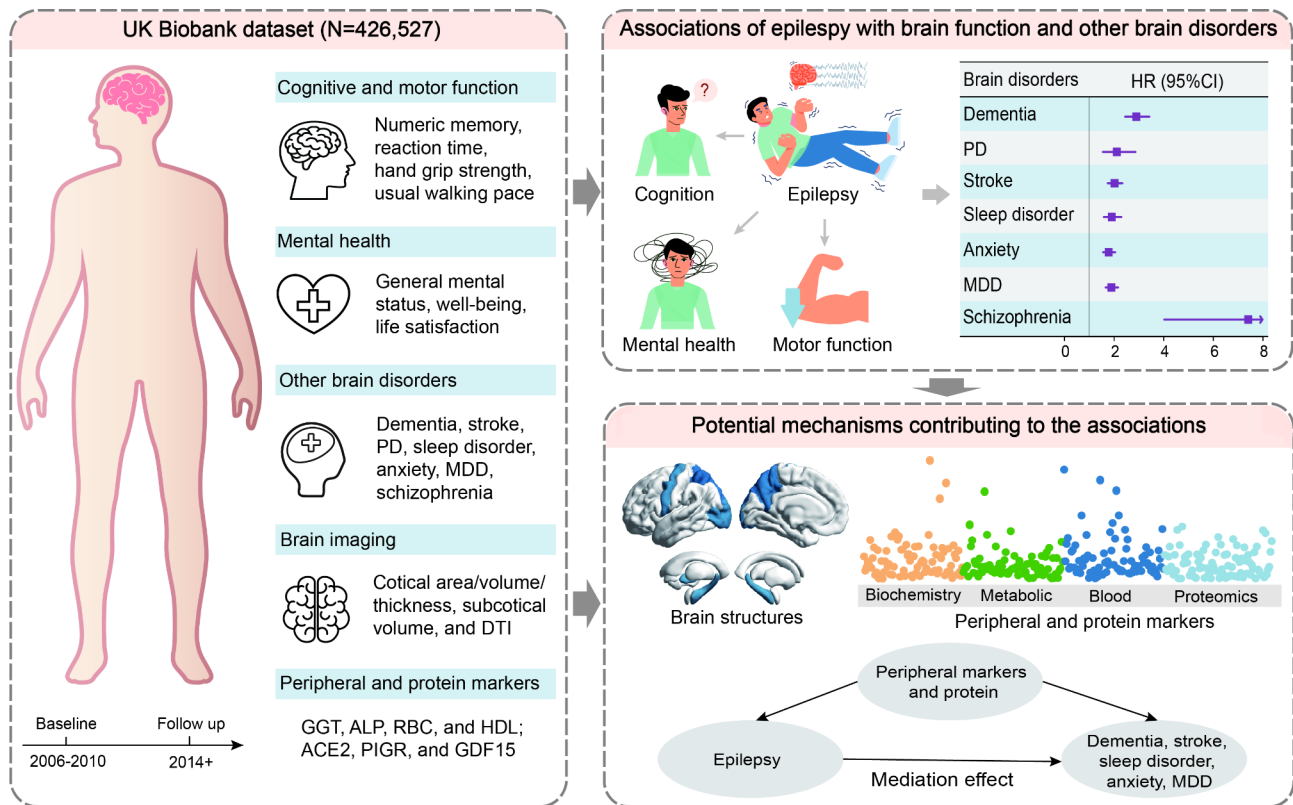 UK Biobank dataset (N=426,527)
Cognitive and motor function
Numeric memory,
reaction time,
hand grip strength,
usual walking pace
Mental health
General mental
status, well-being,
life satisfaction
Other brain disorders
Dementia, stroke,
PD, sleep disorder,
anxiety, MDD,
schizophrenia
Brain imaging
Cotical area/volume/
thickness, subcotical
volume, and DTI
Peripheral and protein markers
GGT, ALP, RBC, and HDL;
ACE2, PIGR, and GDF15
Baseline
Follow up
2006-2010
2014+
Associations of epilespy with brain function and other brain disorders
?
Cognition
Epilepsy
Mental health
Motor function
Brain disorders
HR (95%CI)
Dementia
PD
Stroke
Sleep disorder
Anxiety
MDD
Schizophrenia
0
2
4
6
8
Potential mechanisms contributing to the associations
Brain structures
Biochemistry
Metabolic
Blood
Proteomics
Peripheral and protein markers
Peripheral markers
and protein
Epilepsy
Mediation effect
Dementia, stroke,
sleep disorder,
anxiety, MDD